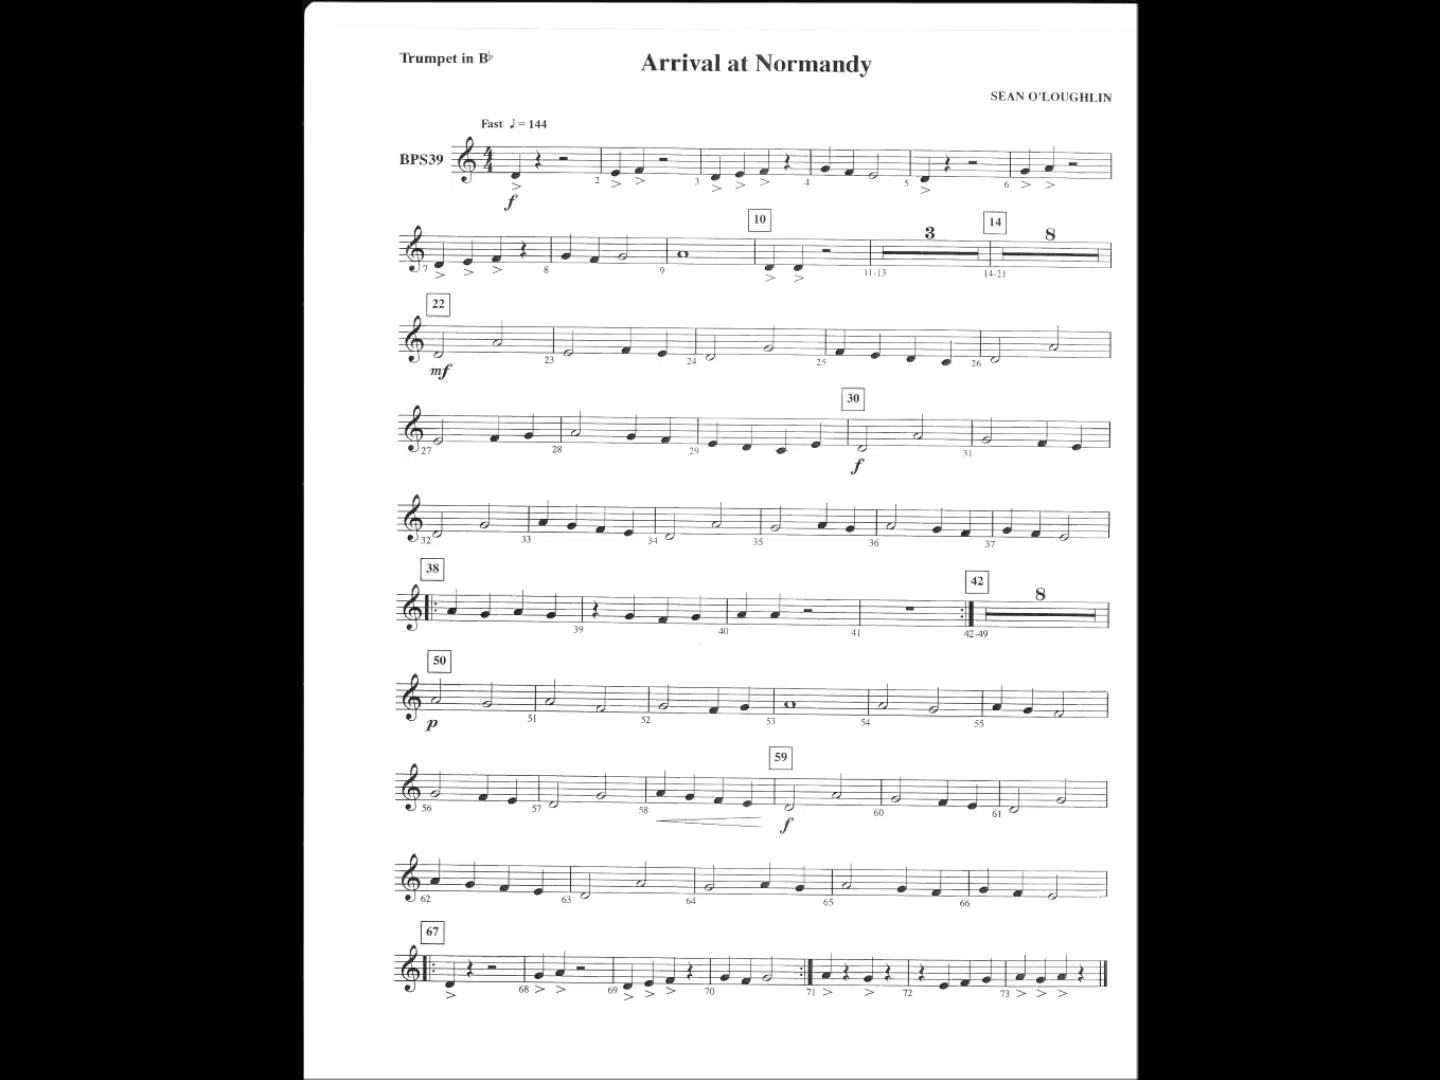 Trumpet in B♭
Arrival at Normandy
SEAN O'LOUGHLIN
Fast ♩= 144
BPS39
f
2 3 4 5 6
10 3 14 8
7 8 9 11-13 14-21
22
mf 23 24 25 26
30
27 28 29 f 31
32 33 34 35 36 37
38 42 8
39 40 41 42-49
50
p 51 52 53 54 55
59
56 57 58 f 60 61
62 63 64 65 66
67
68 69 70 71 72 73